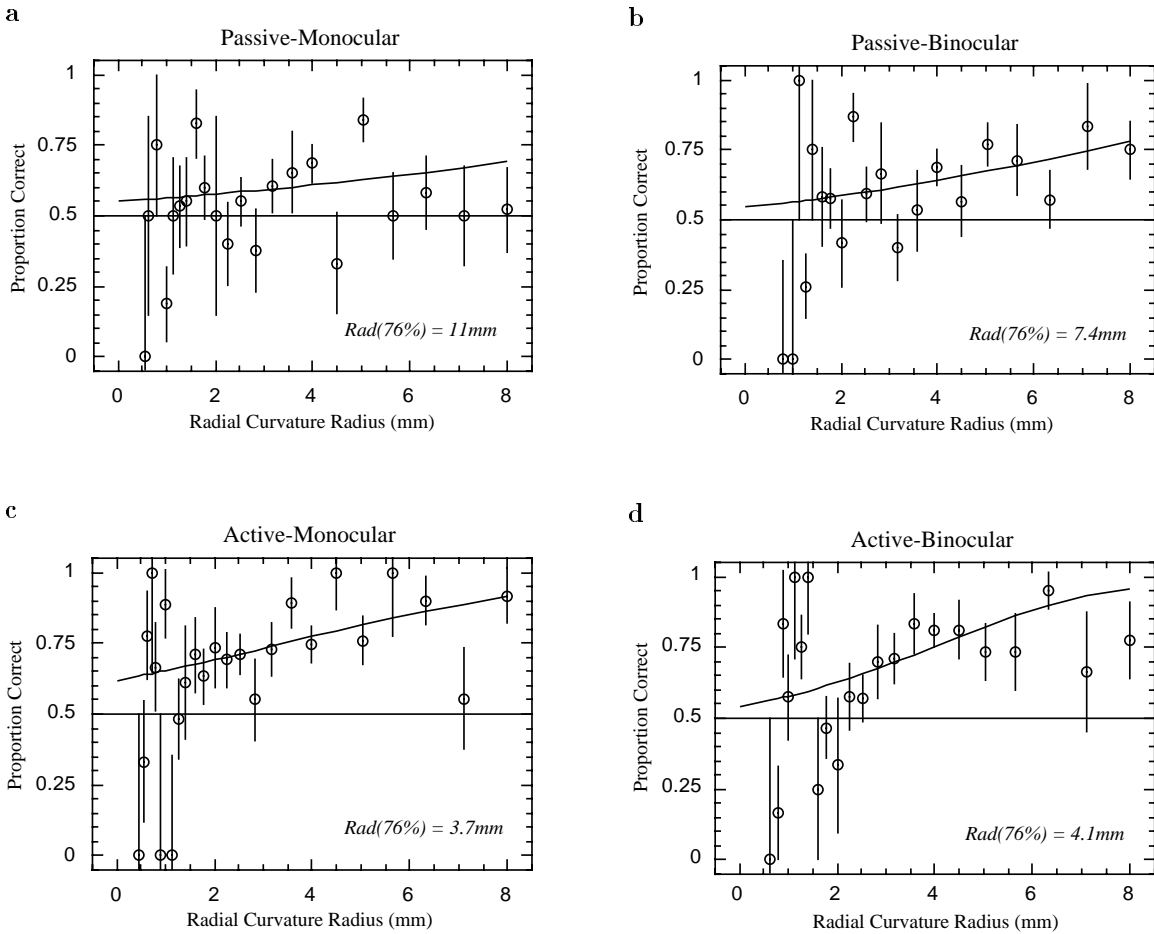 a
Passive-Monocular
1
0.75
0.5
0.25
0
Proportion Correct
Rad(76%) = 11mm
0 2 4 6 8
Radial Curvature Radius (mm)
b
Passive-Binocular
1
0.75
0.5
0.25
0
Proportion Correct
Rad(76%) = 7.4mm
0 2 4 6 8
Radial Curvature Radius (mm)
c
Active-Monocular
1
0.75
0.5
0.25
0
Proportion Correct
Rad(76%) = 3.7mm
0 2 4 6 8
Radial Curvature Radius (mm)
d
Active-Binocular
1
0.75
0.5
0.25
0
Proportion Correct
Rad(76%) = 4.1mm
0 2 4 6 8
Radial Curvature Radius (mm)